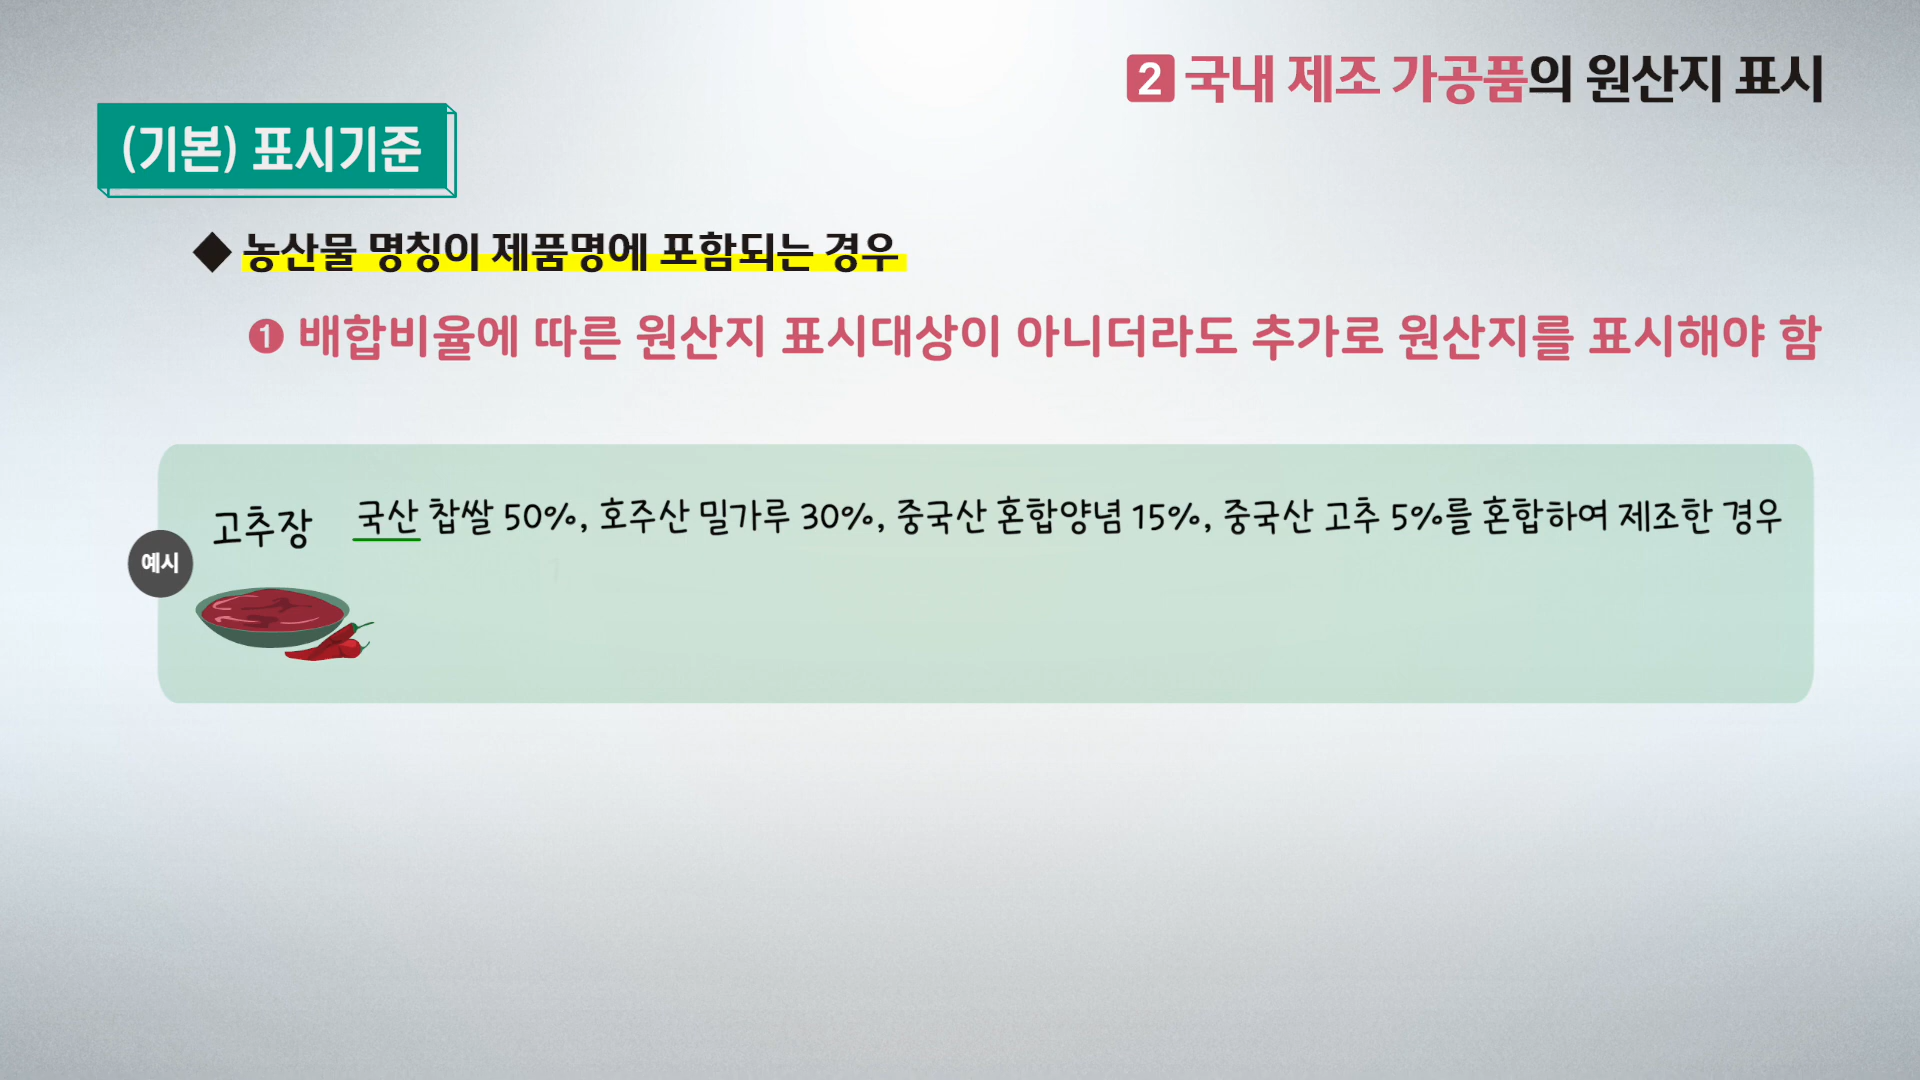 2 국내 제조 가공품의 원산지 표시
(기본) 표시기준
◆ 농산물 명칭이 제품명에 포함되는 경우
❶ 배합비율에 따른 원산지 표시대상이 아니더라도 추가로 원산지를 표시해야 함
예시
고추장
국산 찹쌀 50%, 호주산 밀가루 30%, 중국산 혼합양념 15%, 중국산 고추 5%를 혼합하여 제조한 경우